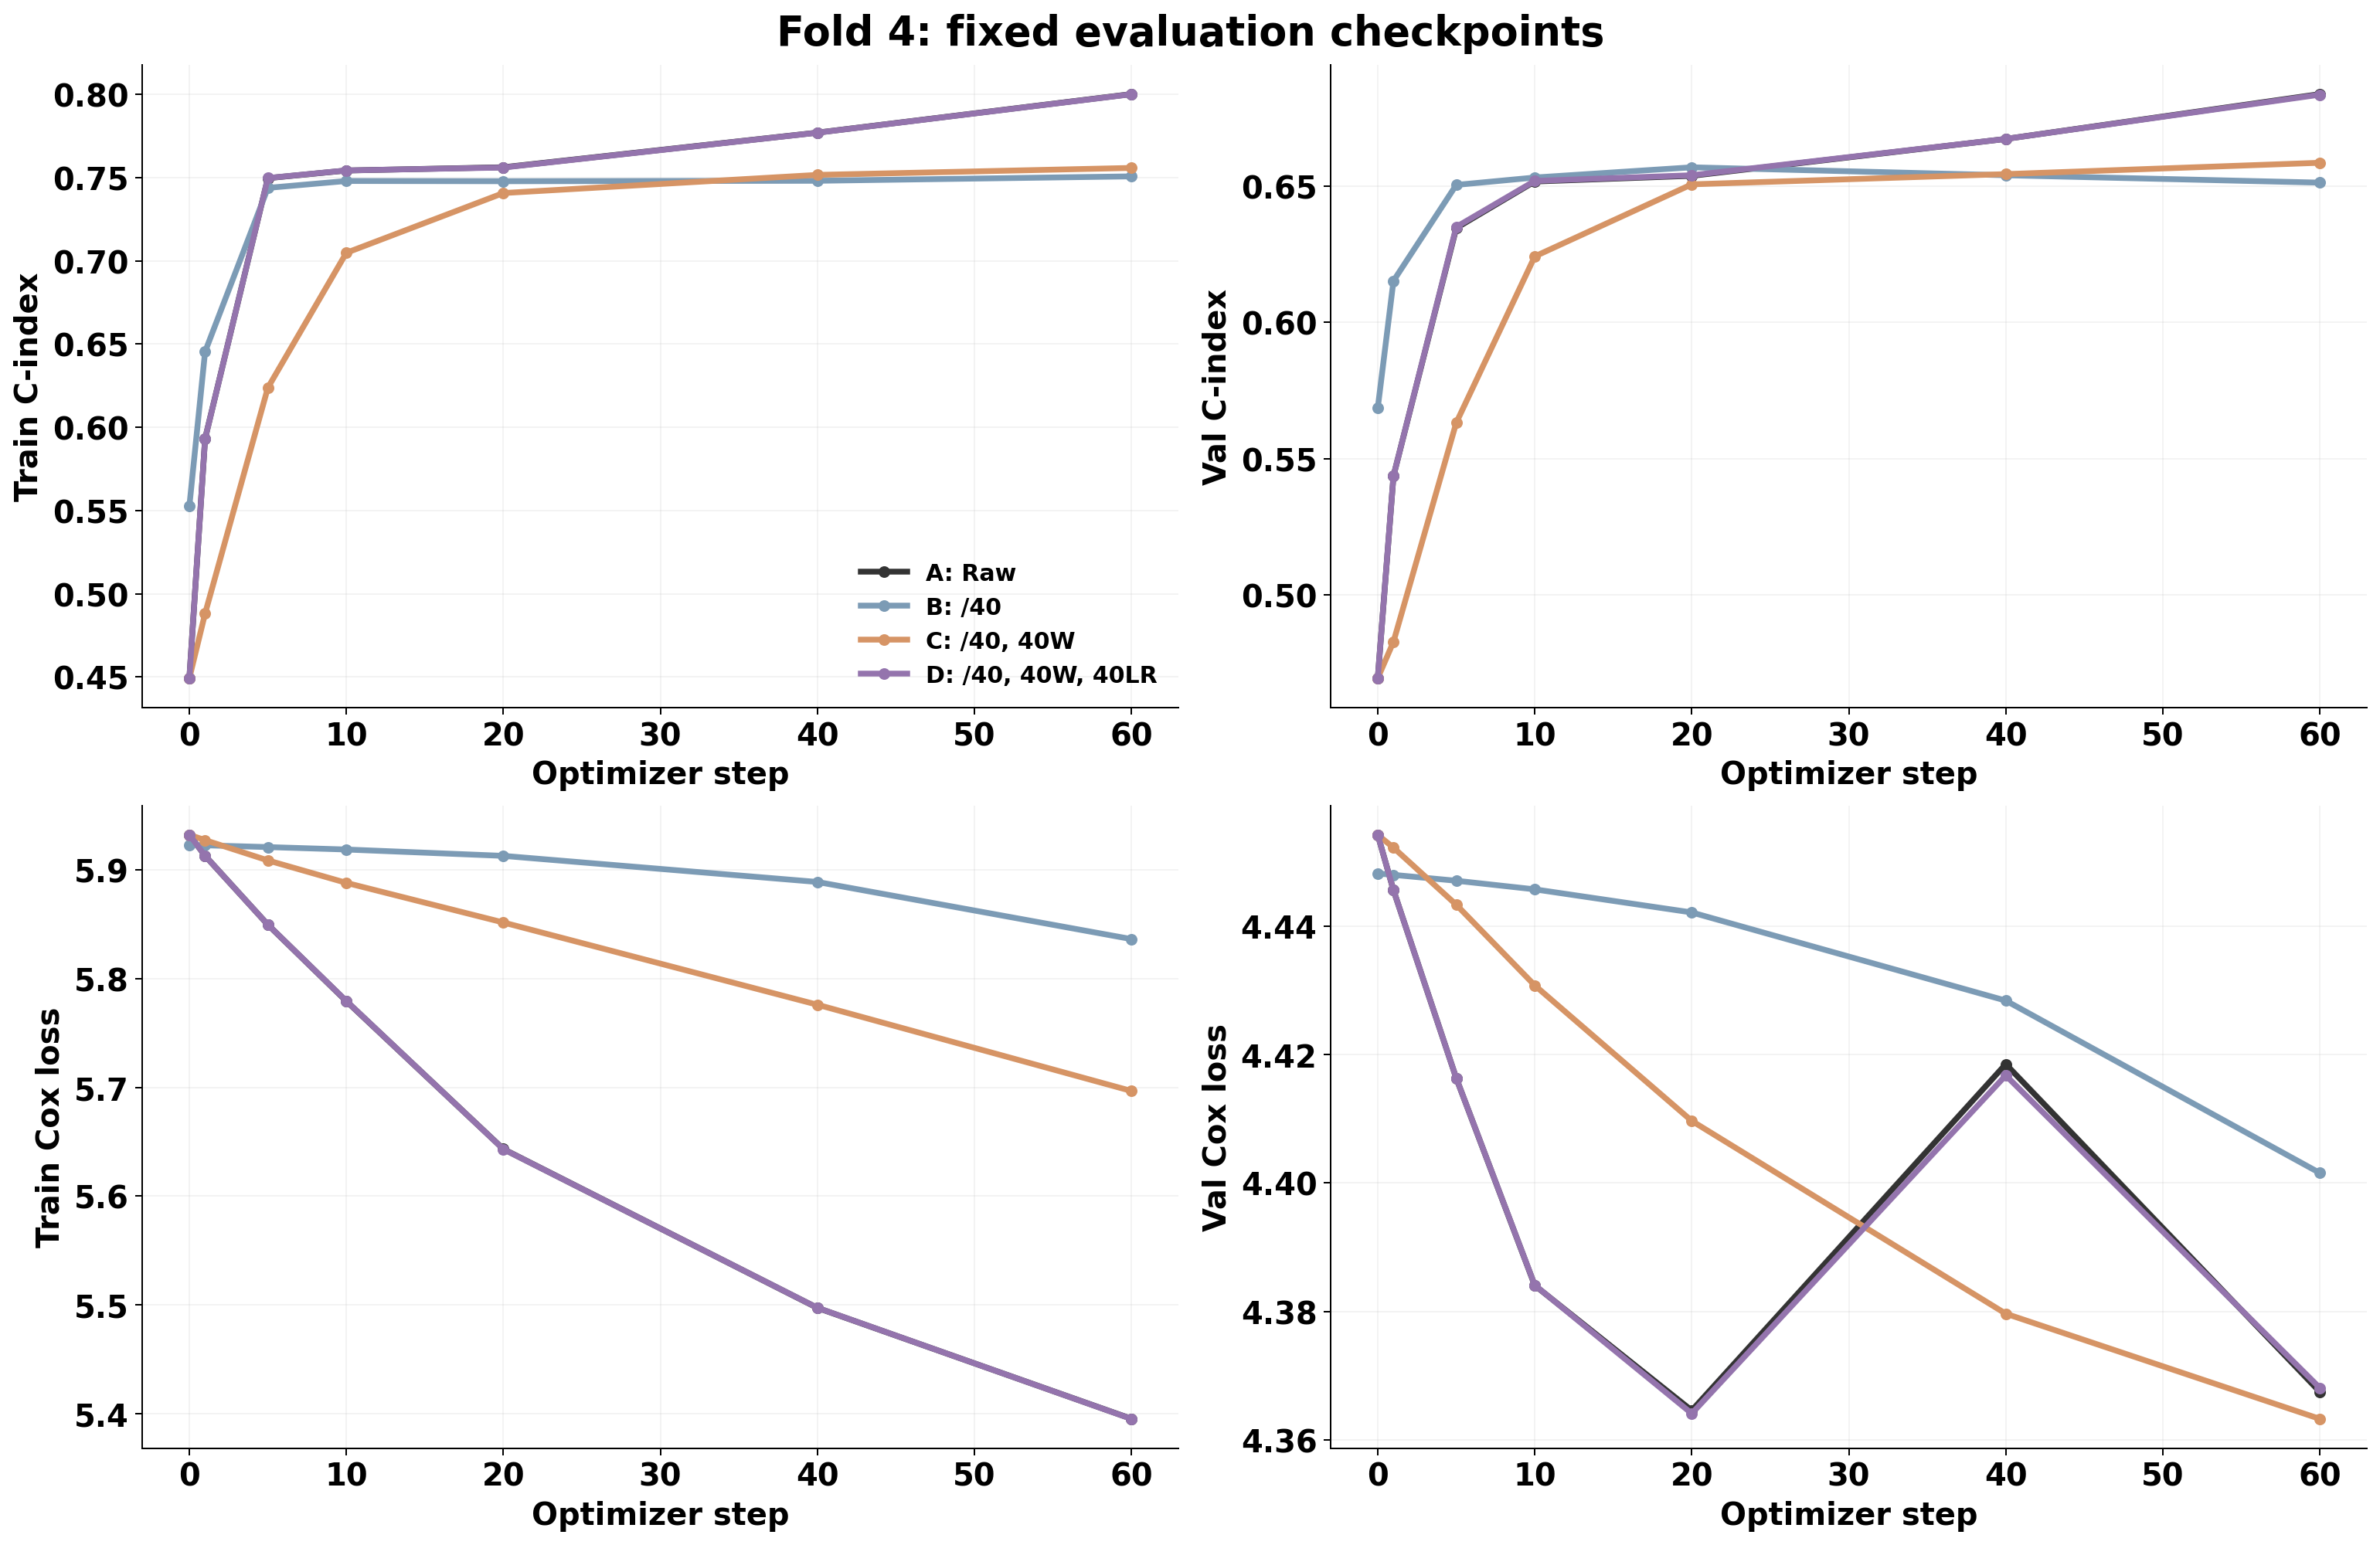 Fold 4: fixed evaluation checkpoints
Train C-index
0.80
0.75
0.70
0.65
0.60
0.55
0.50
0.45
A: Raw
B: /40
C: /40, 40W
D: /40, 40W, 40LR
0 10 20 30 40 50 60
Optimizer step
Val C-index
0.65
0.60
0.55
0.50
0 10 20 30 40 50 60
Optimizer step
Train Cox loss
5.9
5.8
5.7
5.6
5.5
5.4
0 10 20 30 40 50 60
Optimizer step
Val Cox loss
4.44
4.42
4.40
4.38
4.36
0 10 20 30 40 50 60
Optimizer step